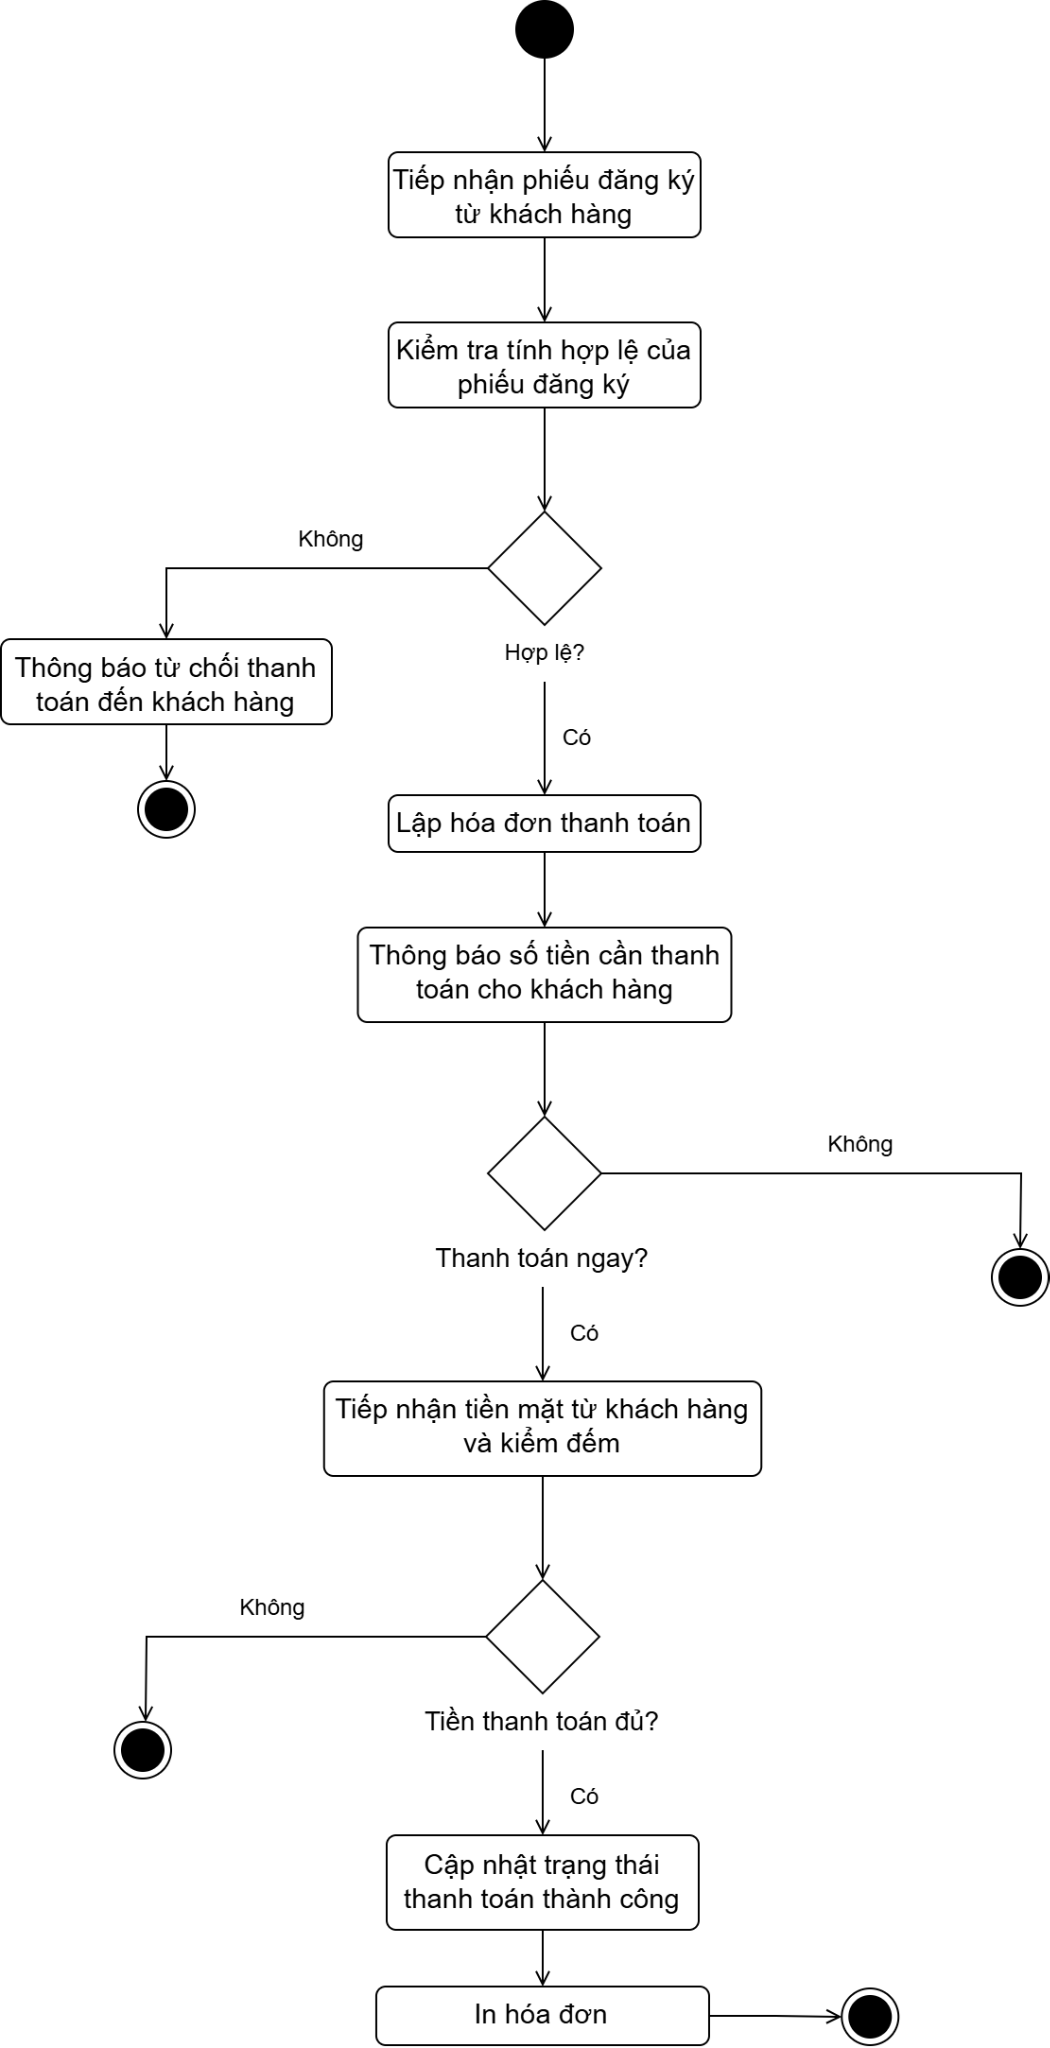 Tiếp nhận phiếu đăng ký
từ khách hàng
Kiểm tra tính hợp lệ của
phiếu đăng ký
Không
Hợp lệ?
Thông báo từ chối thanh
toán đến khách hàng
Có
Lập hóa đơn thanh toán
Thông báo số tiền cần thanh
toán cho khách hàng
Không
Thanh toán ngay?
Có
Tiếp nhận tiền mặt từ khách hàng
và kiểm đếm
Không
Tiền thanh toán đủ?
Có
Cập nhật trạng thái
thanh toán thành công
In hóa đơn